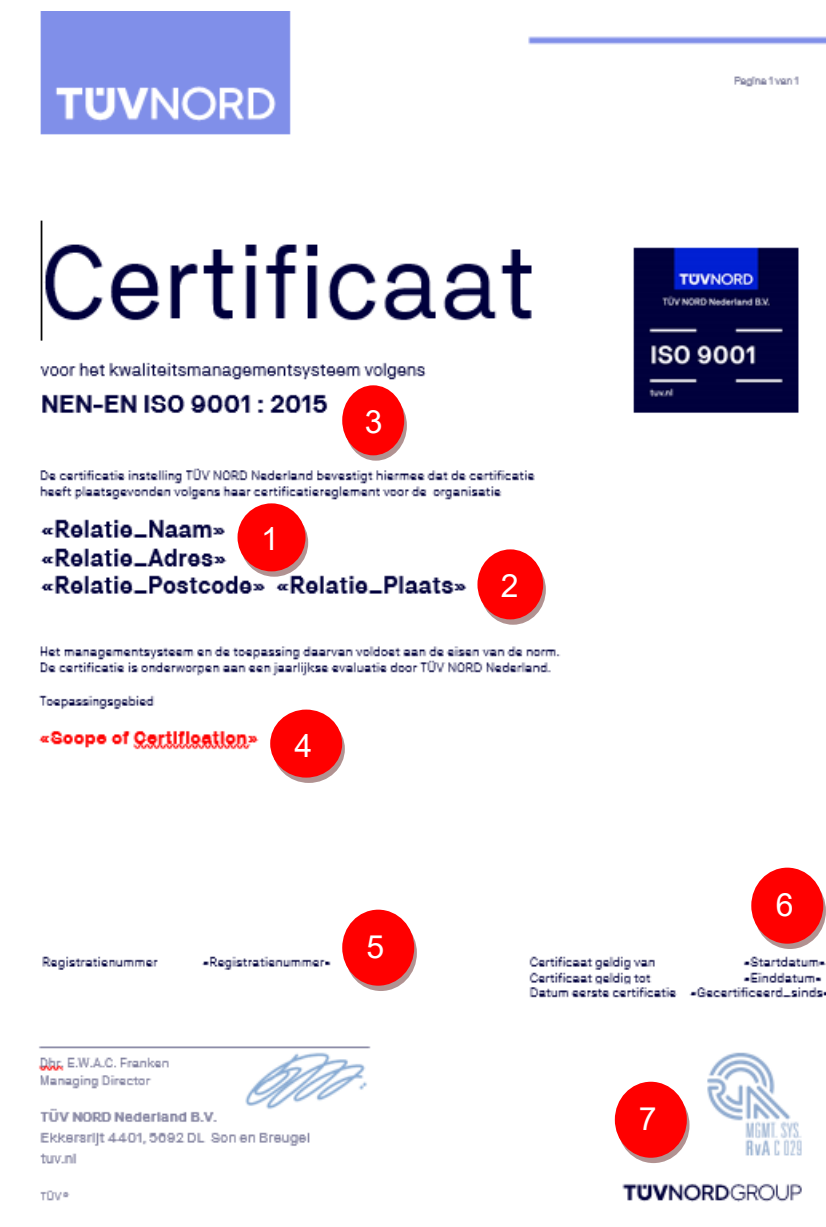 TÜVNORD
Pagina 1 van 1
Certificaat
TÜVNORD
TÜV NORD Nederland B.V.
ISO 9001
tuv.nl
voor het kwaliteitsmanagementsysteem volgens
NEN-EN ISO 9001 : 2015
3
De certificatie instelling TÜV NORD Nederland bevestigt hiermee dat de certificatie
heeft plaatsgevonden volgens haar certificatiereglement voor de organisatie
«Relatie_Naam»
1
«Relatie_Adres»
«Relatie_Postcode» «Relatie_Plaats»
2
Het managementsysteem en de toepassing daarvan voldoet aan de eisen van de norm.
De certificatie is onderworpen aan een jaarlijkse evaluatie door TÜV NORD Nederland.
Toepassingsgebied
«Scope of Certification»
4
6
5
Registratienummer «Registratienummer»
Certificaat geldig van «Startdatum»
Certificaat geldig tot «Einddatum»
Datum eerste certificatie «Gecertificeerd_sinds»
Dhr. E.W.A.C. Franken
Managing Director
TÜV NORD Nederland B.V.
Ekkersrijt 4401, 5692 DL Son en Breugel
tuv.nl
7
MGMT. SYS.
RvA C 029
TÜV®
TÜVNORDGROUP